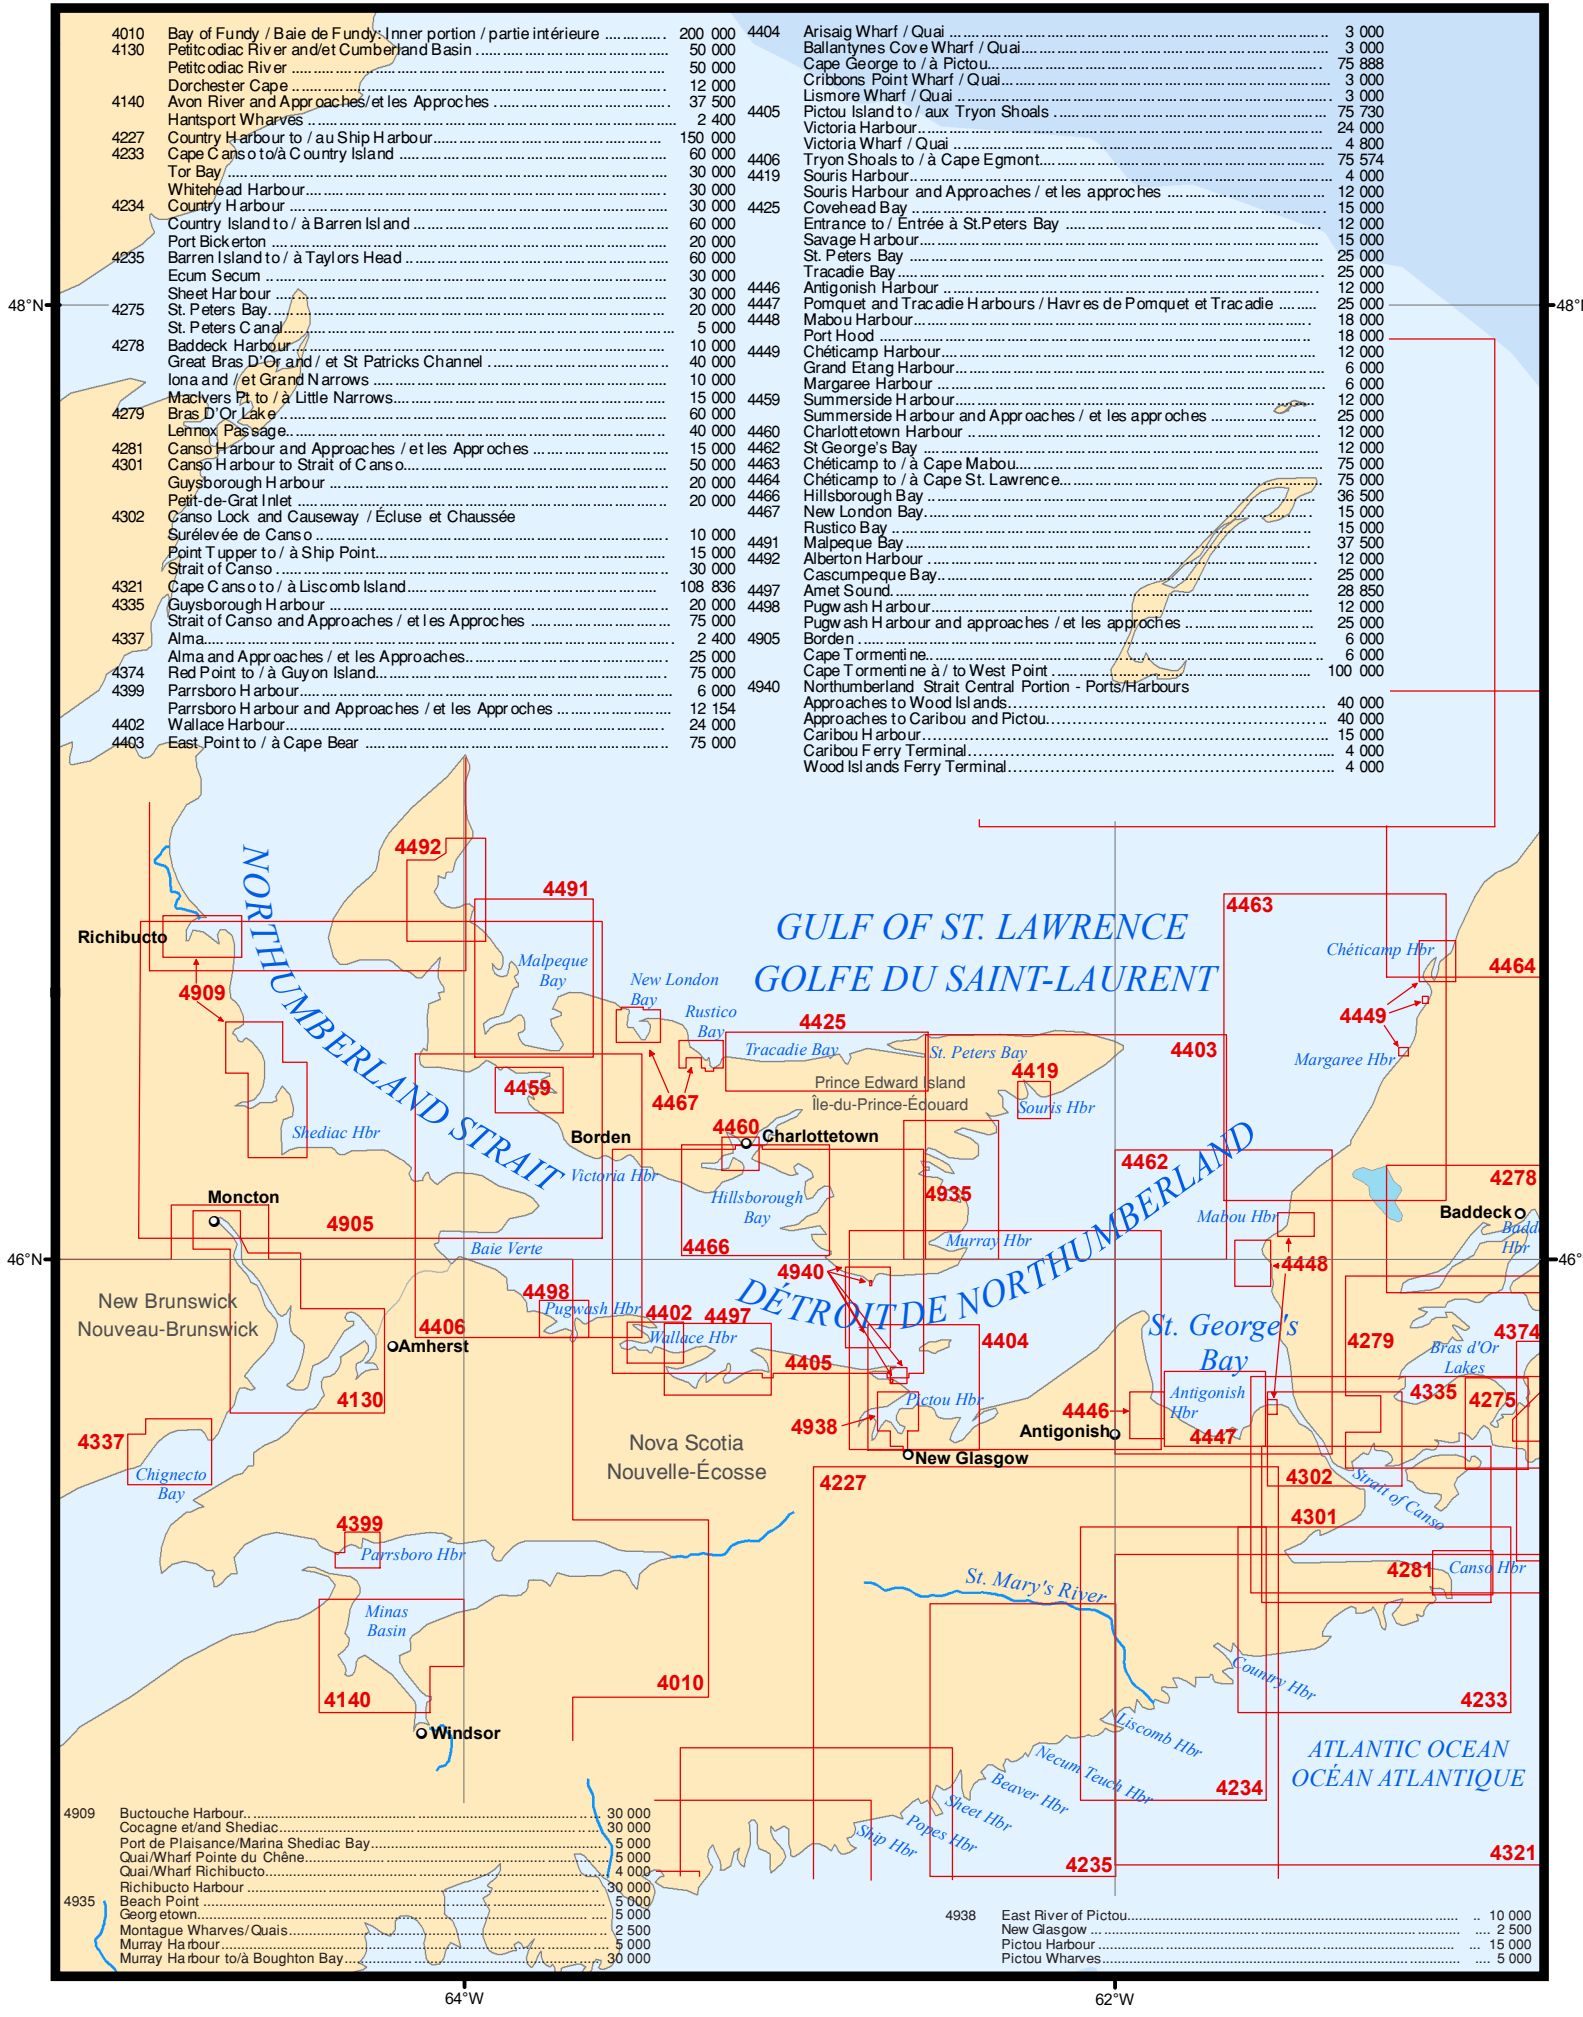 4010 Bay of Fundy / Baie de Fundy: Inner portion / partie intérieure ............ 200 000
4130 Petitcodiac River and/et Cumberland Basin ............ 50 000
Petitcodiac River ............ 50 000
Dorchester Cape ............ 12 000
4140 Avon River and Approaches/et les Approches ............ 37 500
Hantsport Wharves ............ 2 400
4227 Country Harbour to / au Ship Harbour ............ 150 000
4233 Cape Canso to/à Country Island ............ 60 000
Tor Bay ............ 30 000
Whitehead Harbour ............ 30 000
4234 Country Harbour ............ 30 000
Country Island to / à Barren Island ............ 60 000
Port Bickerton ............ 20 000
4235 Barren Island to / à Taylors Head ............ 60 000
Ecum Secum ............ 30 000
Sheet Harbour ............ 30 000
4275 St. Peters Bay ............ 20 000
St. Peters Canal ............ 5 000
4278 Baddeck Harbour ............ 10 000
Great Bras D'Or and / et St Patricks Channel ............ 40 000
Iona and / et Grand Narrows ............ 10 000
MacIvers Pt to / à Little Narrows ............ 15 000
4279 Bras D'Or Lake ............ 60 000
Lennox Passage ............ 40 000
4281 Canso Harbour and Approaches / et les Approches ............ 15 000
4301 Canso Harbour to Strait of Canso ............ 50 000
Guysborough Harbour ............ 20 000
Petit-de-Grat Inlet ............ 20 000
4302 Canso Lock and Causeway / Écluse et Chaussée
Surélevée de Canso ............ 10 000
Point Tupper to / à Ship Point ............ 15 000
Strait of Canso ............ 30 000
4321 Cape Canso to / à Liscomb Island ............ 108 836
4335 Guysborough Harbour ............ 20 000
Strait of Canso and Approaches / et les Approches ............ 75 000
4337 Alma ............ 2 400
Alma and Approaches / et les Approaches ............ 25 000
4374 Red Point to / à Guyon Island ............ 75 000
4399 Parrsboro Harbour ............ 6 000
Parrsboro Harbour and Approaches / et les Approches ............ 12 154
4402 Wallace Harbour ............ 24 000
4403 East Point to / à Cape Bear ............ 75 000
4404 Arisaig Wharf / Quai ............ 3 000
Ballantynes Cove Wharf / Quai ............ 3 000
Cape George to / à Pictou ............ 75 888
Cribbons Point Wharf / Quai ............ 3 000
Lismore Wharf / Quai ............ 3 000
4405 Pictou Island to / aux Tryon Shoals ............ 75 730
Victoria Harbour ............ 24 000
Victoria Wharf / Quai ............ 4 800
4406 Tryon Shoals to / à Cape Egmont ............ 75 574
4419 Souris Harbour ............ 4 000
Souris Harbour and Approaches / et les approches ............ 12 000
4425 Covehead Bay ............ 15 000
Entrance to / Entrée à St.Peters Bay ............ 12 000
Savage Harbour ............ 15 000
St. Peters Bay ............ 25 000
Tracadie Bay ............ 25 000
4446 Antigonish Harbour ............ 12 000
4447 Pomquet and Tracadie Harbours / Havres de Pomquet et Tracadie ............ 25 000
4448 Mabou Harbour ............ 18 000
Port Hood ............ 18 000
4449 Chéticamp Harbour ............ 12 000
Grand Etang Harbour ............ 6 000
Margaree Harbour ............ 6 000
4459 Summerside Harbour ............ 12 000
Summerside Harbour and Approaches / et les approches ............ 25 000
4460 Charlottetown Harbour ............ 12 000
4462 St George's Bay ............ 12 000
4463 Chéticamp to / à Cape Mabou ............ 75 000
4464 Chéticamp to / à Cape St. Lawrence ............ 75 000
4466 Hillsborough Bay ............ 36 500
4467 New London Bay ............ 15 000
Rustico Bay ............ 15 000
4491 Malpeque Bay ............ 37 500
4492 Alberton Harbour ............ 12 000
Cascumpeque Bay ............ 25 000
4497 Amet Sound ............ 28 850
4498 Pugwash Harbour ............ 12 000
Pugwash Harbour and approaches / et les approches ............ 25 000
4905 Borden ............ 6 000
Cape Tormentine ............ 6 000
Cape Tormentine à / to West Point ............ 100 000
4940 Northumberland Strait Central Portion - Ports/Harbours
Approaches to Wood Islands ............ 40 000
Approaches to Caribou and Pictou ............ 40 000
Caribou Harbour ............ 15 000
Caribou Ferry Terminal ............ 4 000
Wood Islands Ferry Terminal ............ 4 000
48°N
48°N
4492
4491
NORTHUMBERLAND STRAIT
GULF OF ST. LAWRENCE
GOLFE DU SAINT-LAURENT
4463
Richibucto
Chéticamp Hbr
Malpeque
Bay
New London
Bay
4464
4909
Rustico
Bay
4449
4425
Tracadie Bay
St. Peters Bay
4403
Margaree Hbr
4459
Prince Edward Island
Île-du-Prince-Édouard
4419
Souris Hbr
4467
Shediac Hbr
Borden
4460
Charlottetown
Victoria Hbr
4462
4278
Moncton
Hillsborough
Bay
4935
4905
Mabou Hbr
Baddeck
Badd
Hbr
Baie Verte
4466
Murray Hbr
46°N
46°
4940
4448
DÉTROIT DE NORTHUMBERLAND
New Brunswick
Nouveau-Brunswick
4498
Pugwash Hbr
4402
4497
Wallace Hbr
4406
Amherst
4405
4404
St. George's
Bay
4279
4374
Bras d'Or
Lakes
4130
Pictou Hbr
4446
Antigonish
Hbr
4335
4275
4337
4938
Antigonish
4447
Nova Scotia
Nouvelle-Écosse
New Glasgow
Chignecto
Bay
4227
4302
Strait of Canso
4399
Parrsboro Hbr
4301
4281
Canso Hbr
St. Mary's River
Minas
Basin
4010
4140
Country Hbr
4233
Windsor
Liscomb Hbr
Necum Teuch Hbr
Beaver Hbr
Sheet Hbr
Popes Hbr
Ship Hbr
4234
ATLANTIC OCEAN
OCÉAN ATLANTIQUE
4235
4321
4909 Buctouche Harbour ............ 30 000
Cocagne et/and Shediac ............ 30 000
Port de Plaisance/Marina Shediac Bay ............ 5 000
Quai/Wharf Pointe du Chêne ............ 5 000
Quai/Wharf Richibucto ............ 4 000
Richibucto Harbour ............ 30 000
4935 Beach Point ............ 5 000
Georgetown ............ 5 000
Montague Wharves/Quais ............ 2 500
Murray Harbour ............ 5 000
Murray Harbour to/à Boughton Bay ............ 30 000
4938 East River of Pictou ............ 10 000
New Glasgow ............ 2 500
Pictou Harbour ............ 15 000
Pictou Wharves ............ 5 000
64°W
62°W